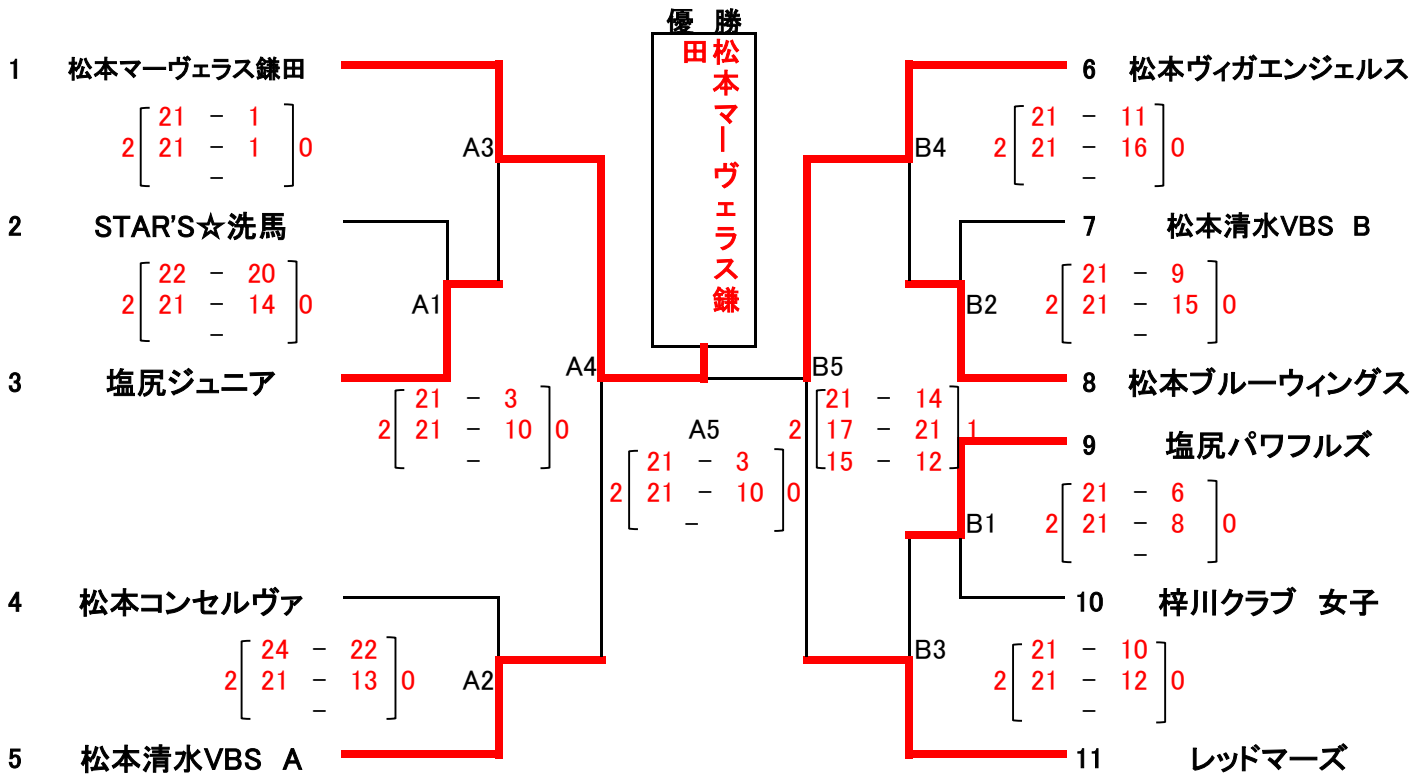 優 勝
松本マーヴェラス鎌
田
1 松本マーヴェラス鎌田
21 - 1
2 21 - 1 0
-
A3
2 STAR'S☆洗馬
22 - 20
2 21 - 14 0
-
A1
3 塩尻ジュニア
A4
21 - 3
2 21 - 10 0
-
4 松本コンセルヴァ
24 - 22
2 21 - 13 0
-
A2
5 松本清水VBS A
A5
21 - 3
2 21 - 10 0
-
6 松本ヴィガエンジェルス
21 - 11
2 21 - 16 0
-
B4
7 松本清水VBS B
21 - 9
2 21 - 15 0
-
B2
8 松本ブルーウィングス
B5
21 - 14
2 17 - 21 1
15 - 12
9 塩尻パワフルズ
21 - 6
2 21 - 8 0
-
B1
10 梓川クラブ 女子
21 - 10
2 21 - 12 0
-
B3
11 レッドマーズ